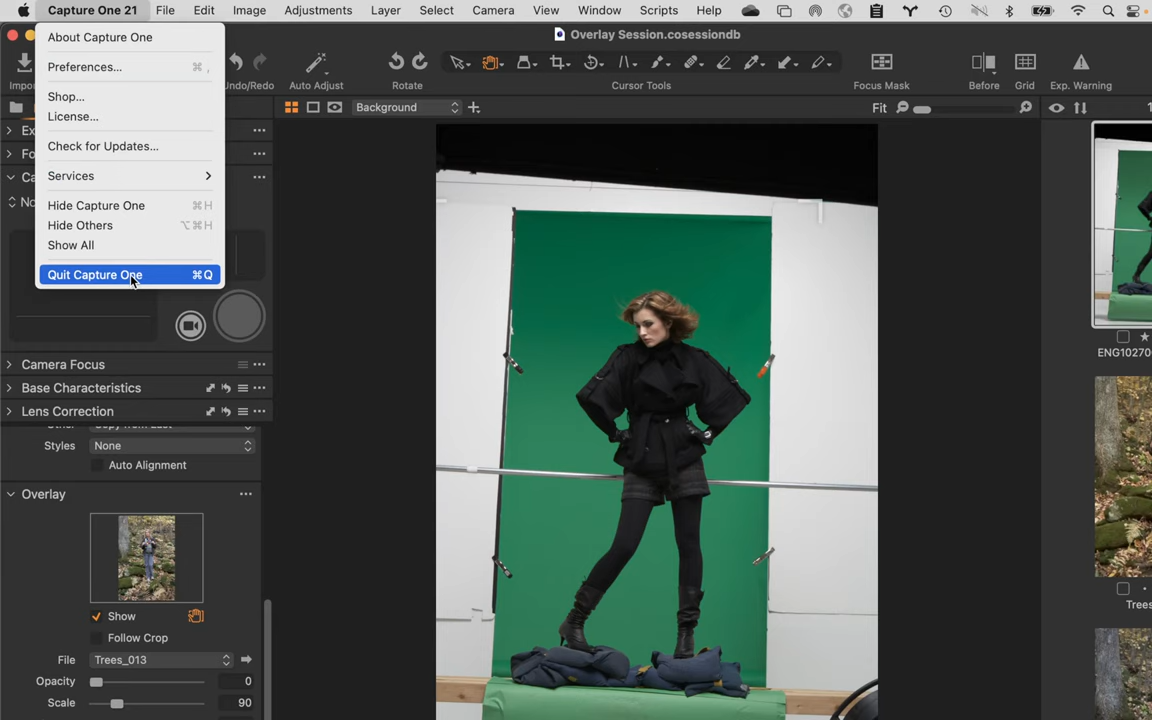 Capture One 21 File Edit Image Adjustments Layer Select Camera View Window Scripts Help
Overlay Session.cosessiondb
About Capture One
Preferences... ⌘ ,
Shop...
License...
Check for Updates...
Services
Hide Capture One ⌘H
Hide Others ⌥⌘H
Show All
Quit Capture One ⌘Q
Undo/Redo Auto Adjust Rotate Cursor Tools Focus Mask Before Grid Exp. Warning
Background Fit
Camera Focus
Base Characteristics
Lens Correction
Styles None
Auto Alignment
Overlay
Show
Follow Crop
File Trees_013
Opacity 0
Scale 90
ENG10270
Trees